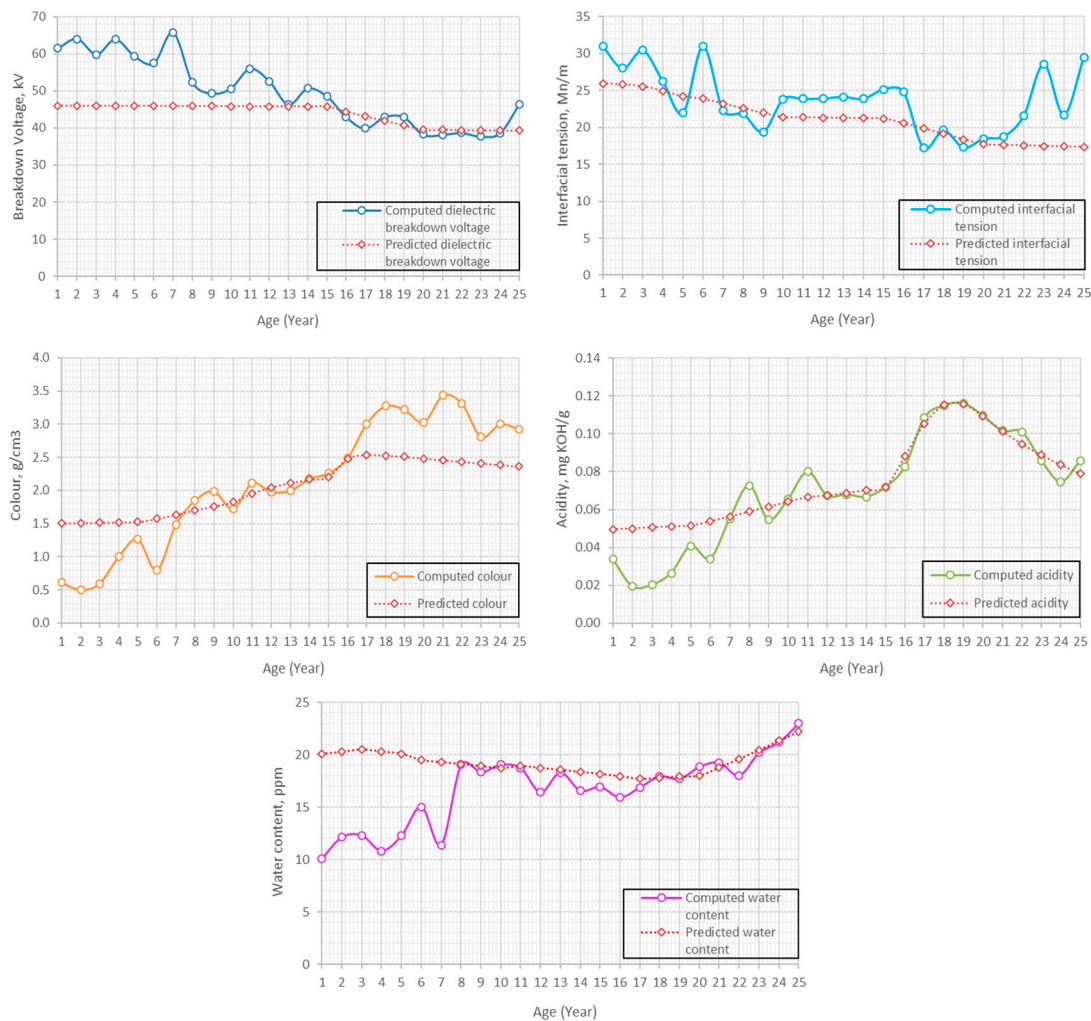 70
60
50
40
30
20
10
0
Breakdown Voltage, kV
Computed dielectric
breakdown voltage
Predicted dielectric
breakdown voltage
1 2 3 4 5 6 7 8 9 10 11 12 13 14 15 16 17 18 19 20 21 22 23 24 25
Age (Year)
35
30
25
20
15
10
5
0
Interfacial tension, Mn/m
Computed interfacial
tension
Predicted interfacial
tension
1 2 3 4 5 6 7 8 9 10 11 12 13 14 15 16 17 18 19 20 21 22 23 24 25
Age (Year)
4.0
3.5
3.0
2.5
2.0
1.5
1.0
0.5
0.0
Colour, g/cm3
Computed colour
Predicted colour
1 2 3 4 5 6 7 8 9 10 11 12 13 14 15 16 17 18 19 20 21 22 23 24 25
Age (Year)
0.14
0.12
0.10
0.08
0.06
0.04
0.02
0.00
Acidity, mg KOH/g
Computed acidity
Predicted acidity
1 2 3 4 5 6 7 8 9 10 11 12 13 14 15 16 17 18 19 20 21 22 23 24 25
Age (Year)
25
20
15
10
5
0
Water content, ppm
Computed water
content
Predicted water
content
1 2 3 4 5 6 7 8 9 10 11 12 13 14 15 16 17 18 19 20 21 22 23 24 25
Age (Year)